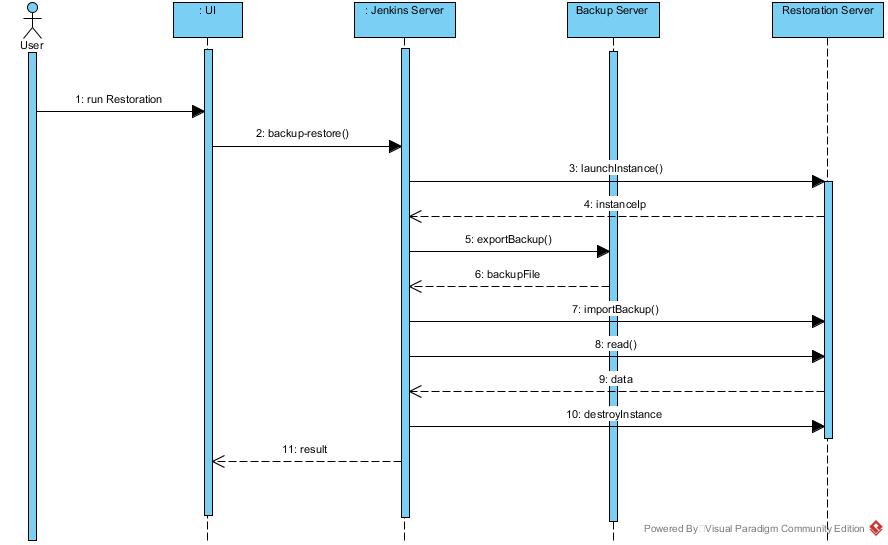 : UI
: Jenkins Server
Backup Server
Restoration Server
User
1: run Restoration
2: backup-restore()
3: launchInstance()
4: instanceIp
5: exportBackup()
6: backupFile
7: importBackup()
8: read()
9: data
10: destroyInstance
11: result
Powered By Visual Paradigm Community Edition